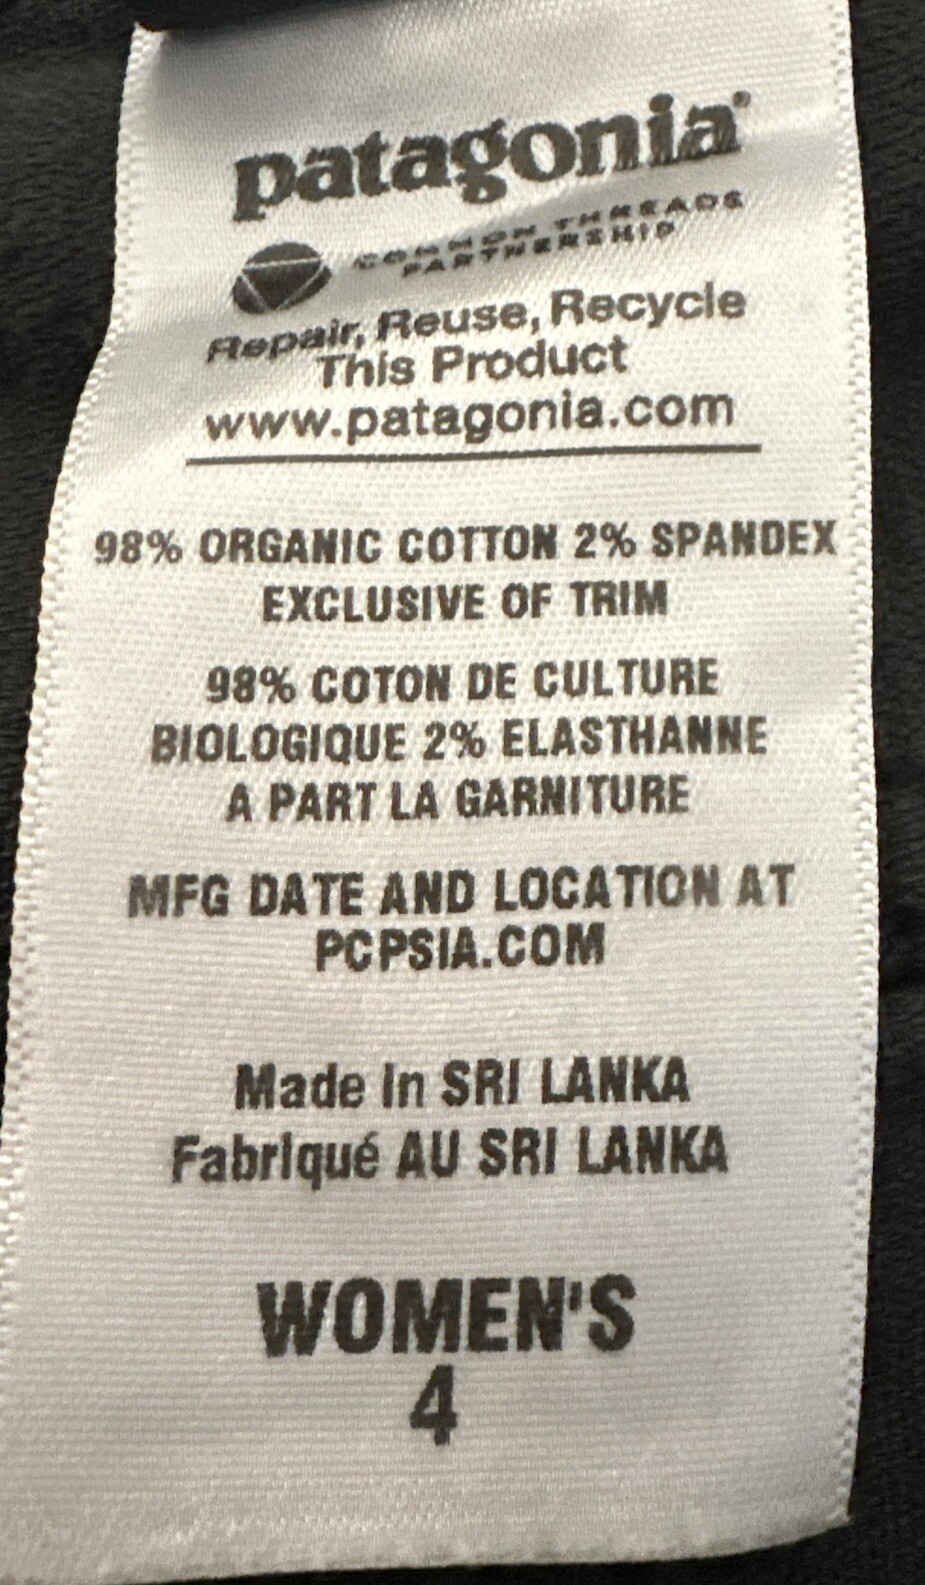 patagonia®
COMMON THREADS
PARTNERSHIP
Repair, Reuse, Recycle
This Product
www.patagonia.com
98% ORGANIC COTTON 2% SPANDEX
EXCLUSIVE OF TRIM
98% COTON DE CULTURE
BIOLOGIQUE 2% ELASTHANNE
A PART LA GARNITURE
MFG DATE AND LOCATION AT
PCPSIA.COM
Made In SRI LANKA
Fabriqué AU SRI LANKA
WOMEN'S
4